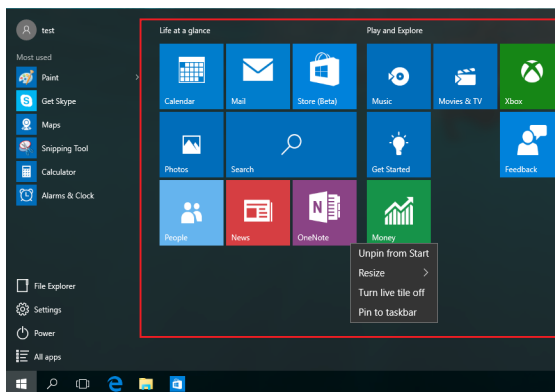 test
Most used
Paint
Get Skype
Maps
Snipping Tool
Calculator
Alarms & Clock
File Explorer
Settings
Power
All apps
Life at a glance
Play and Explore
Calendar
Mail
Store (Beta)
Music
Movies & TV
Xbox
Photos
Search
Get Started
Feedback
People
News
OneNote
Money
Unpin from Start
Resize
Turn live tile off
Pin to taskbar